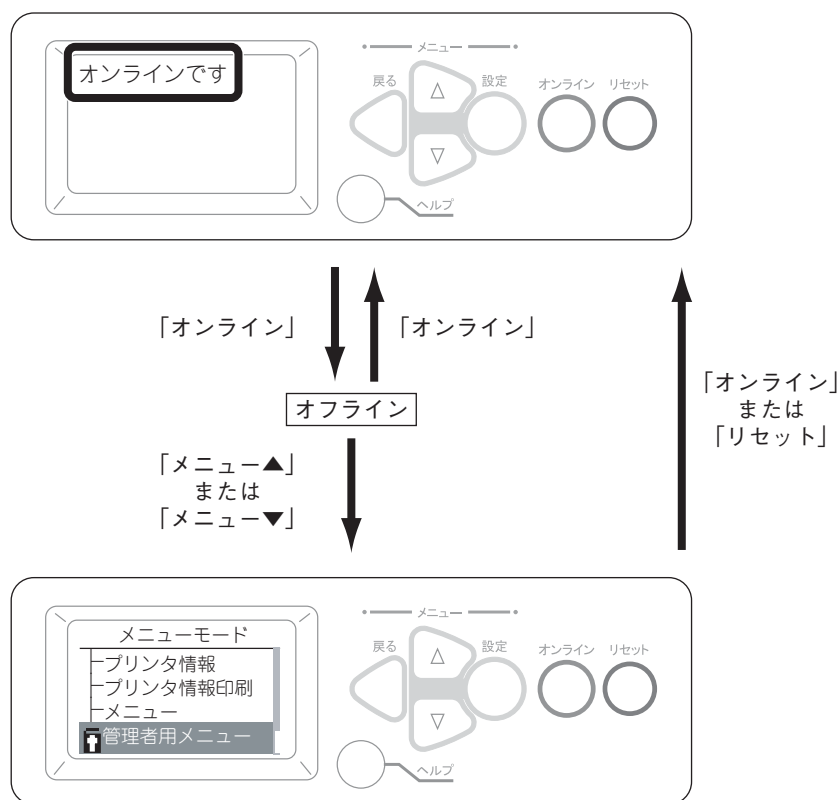 オンラインです
メニュー
戻る
設定
オンライン
リセット
ヘルプ
｢オンライン｣
｢オンライン｣
オフライン
｢メニュー▲｣
または
｢メニュー▼｣
｢オンライン｣
または
｢リセット｣
メニューモード
プリンタ情報
プリンタ情報印刷
メニュー
管理者用メニュー
メニュー
戻る
設定
オンライン
リセット
ヘルプ